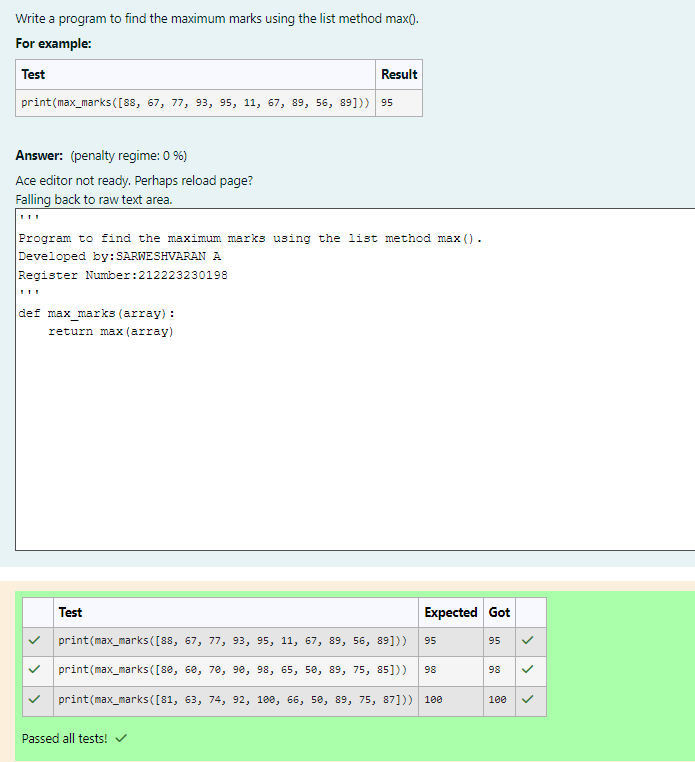 Write a program to find the maximum marks using the list method max().
For example:
Test Result
print(max_marks([88, 67, 77, 93, 95, 11, 67, 89, 56, 89])) 95
Answer: (penalty regime: 0 %)
Ace editor not ready. Perhaps reload page?
Falling back to raw text area.
'''
Program to find the maximum marks using the list method max().
Developed by:SARWESHVARAN A
Register Number:212223230198
'''
def max_marks(array):
    return max(array)
Test Expected Got
print(max_marks([88, 67, 77, 93, 95, 11, 67, 89, 56, 89])) 95 95
print(max_marks([80, 60, 70, 90, 98, 65, 50, 89, 75, 85])) 98 98
print(max_marks([81, 63, 74, 92, 100, 66, 50, 89, 75, 87])) 100 100
Passed all tests!